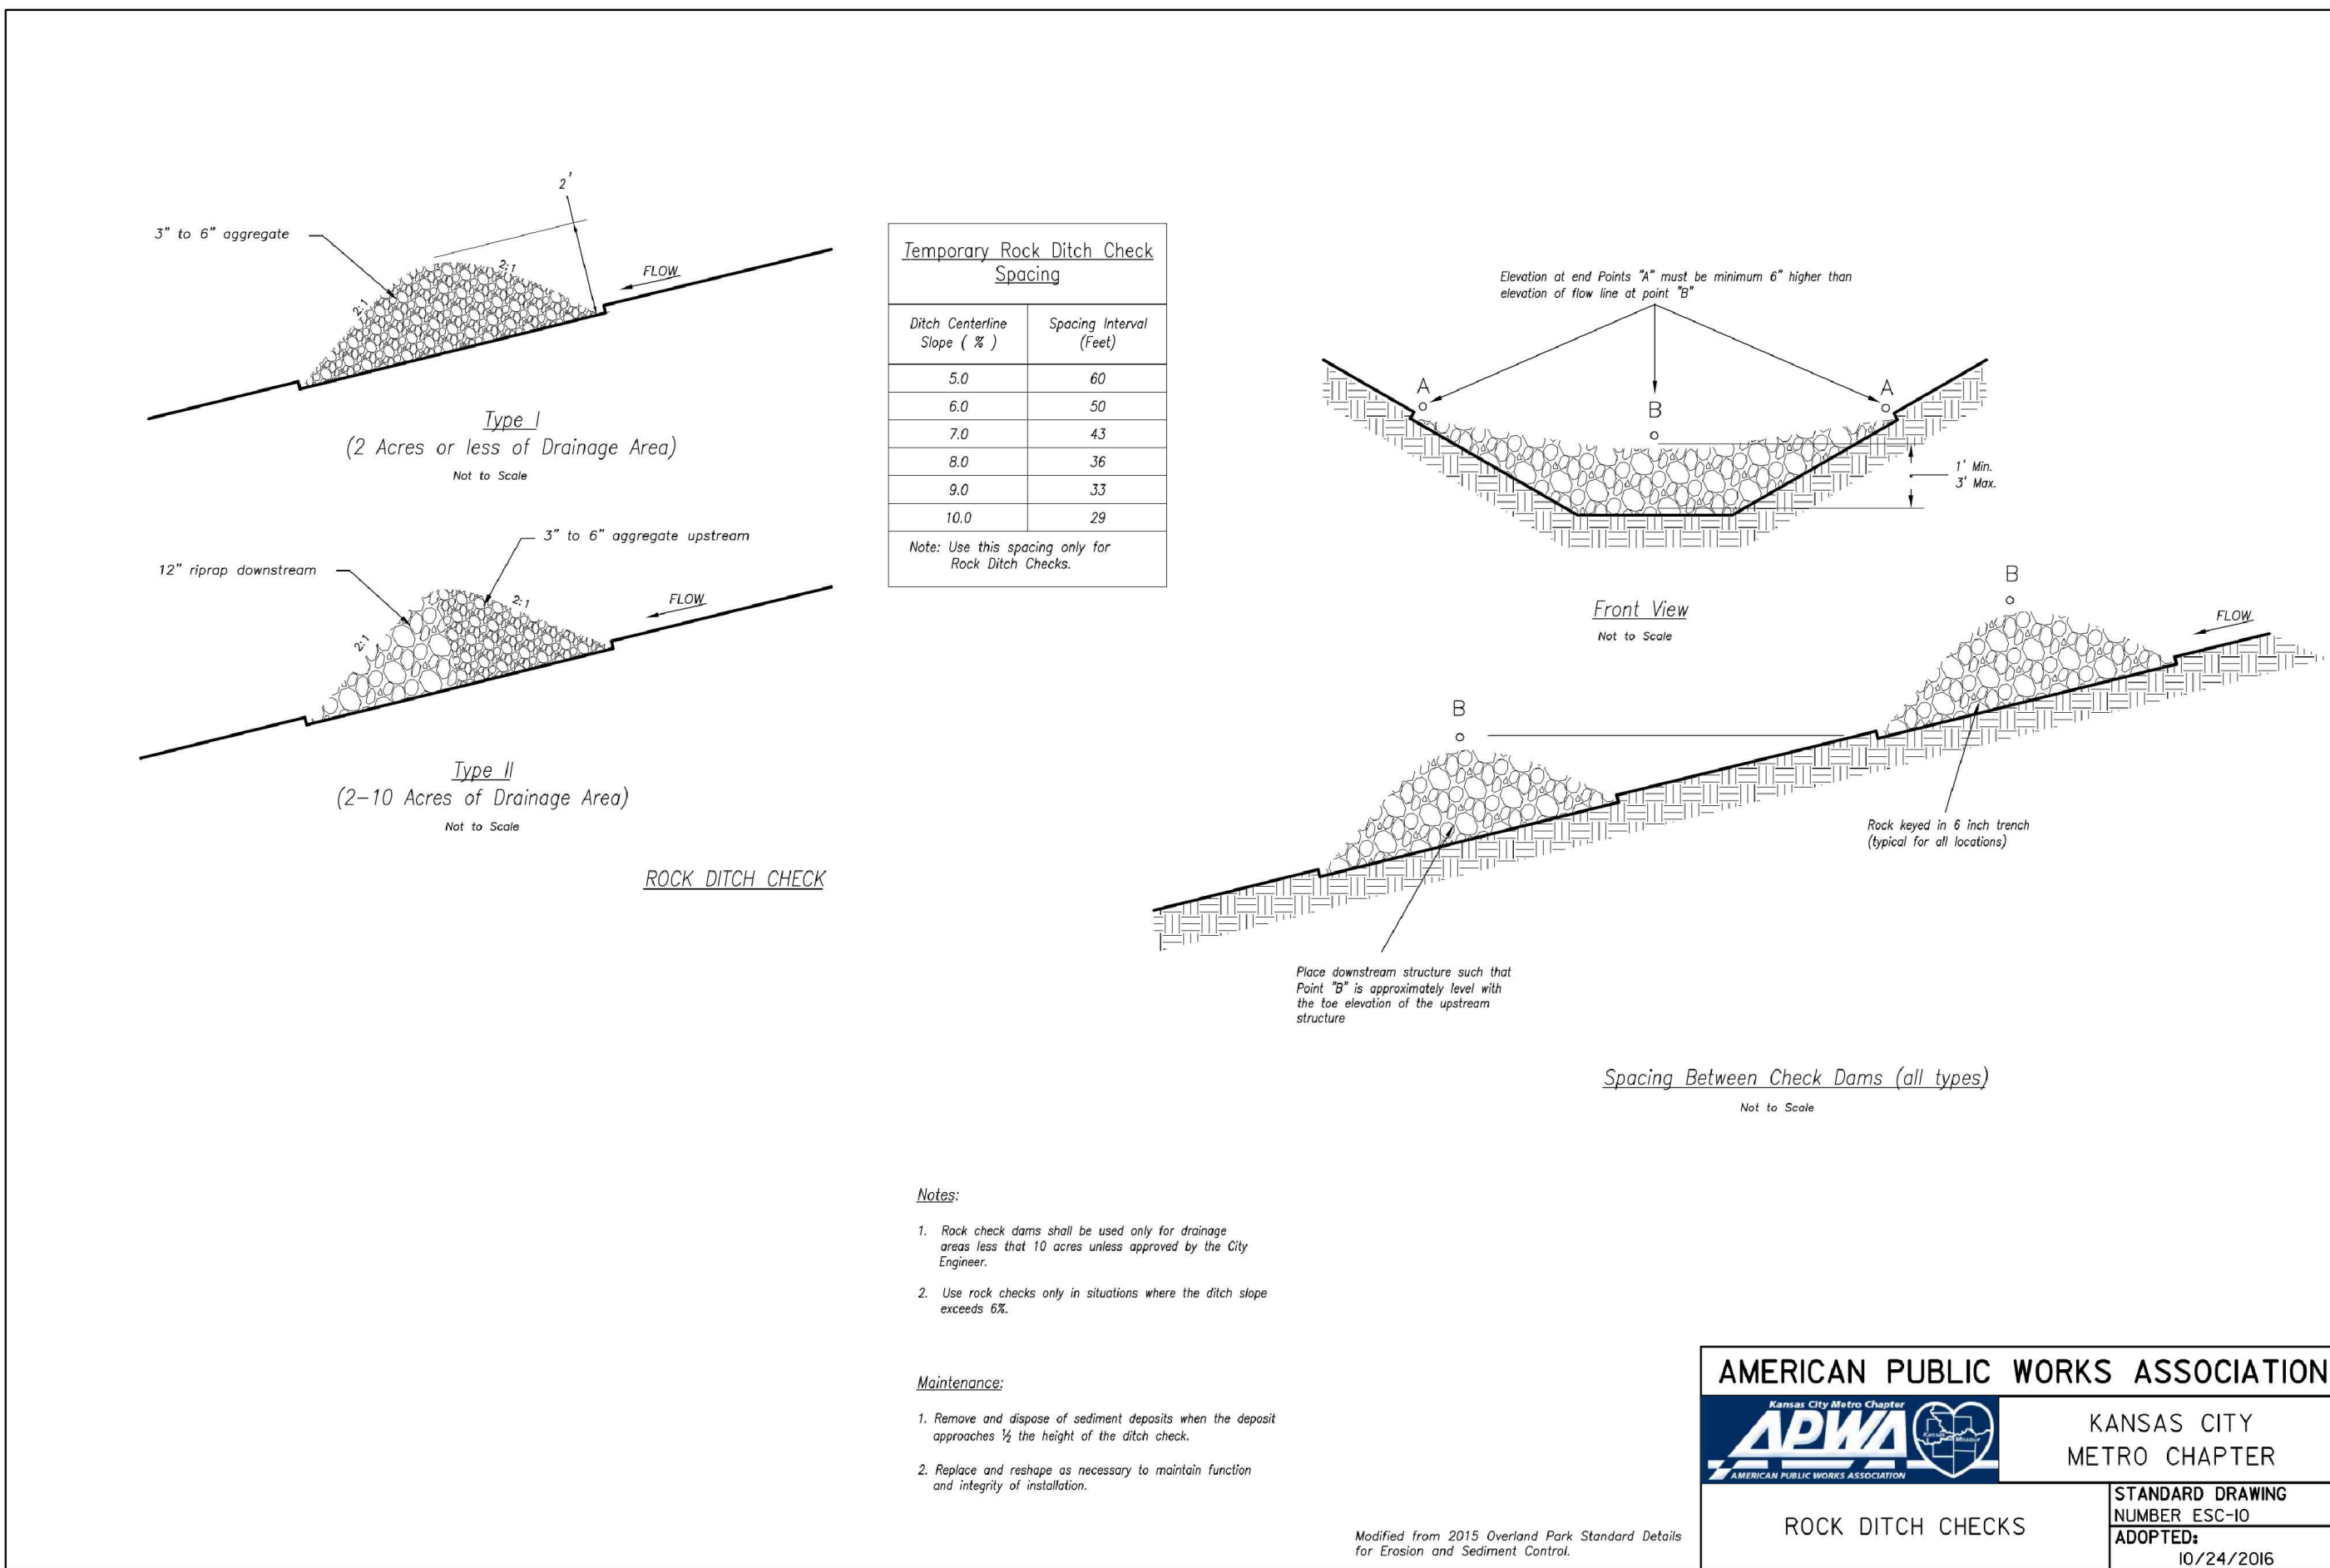 2'
3" to 6" aggregate
2:1
2:1
FLOW
Type I
(2 Acres or less of Drainage Area)
Not to Scale
3" to 6" aggregate upstream
12" riprap downstream
2:1
2:1
FLOW
Type II
(2-10 Acres of Drainage Area)
Not to Scale
ROCK DITCH CHECK
Temporary Rock Ditch Check
Spacing
Ditch Centerline
Slope ( % )
Spacing Interval
(Feet)
5.0 60
6.0 50
7.0 43
8.0 36
9.0 33
10.0 29
Note: Use this spacing only for
Rock Ditch Checks.
Elevation at end Points "A" must be minimum 6" higher than
elevation of flow line at point "B"
A
B
A
1' Min.
3' Max.
Front View
Not to Scale
B
FLOW
B
Rock keyed in 6 inch trench
(typical for all locations)
Place downstream structure such that
Point "B" is approximately level with
the toe elevation of the upstream
structure
Spacing Between Check Dams (all types)
Not to Scale
Notes:
1. Rock check dams shall be used only for drainage
areas less that 10 acres unless approved by the City
Engineer.
2. Use rock checks only in situations where the ditch slope
exceeds 6%.
Maintenance:
1. Remove and dispose of sediment deposits when the deposit
approaches ½ the height of the ditch check.
2. Replace and reshape as necessary to maintain function
and integrity of installation.
Modified from 2015 Overland Park Standard Details
for Erosion and Sediment Control.
AMERICAN PUBLIC WORKS ASSOCIATION
Kansas City Metro Chapter
APWA
Kansas
Missouri
AMERICAN PUBLIC WORKS ASSOCIATION
KANSAS CITY
METRO CHAPTER
ROCK DITCH CHECKS
STANDARD DRAWING
NUMBER ESC-10
ADOPTED:
10/24/2016